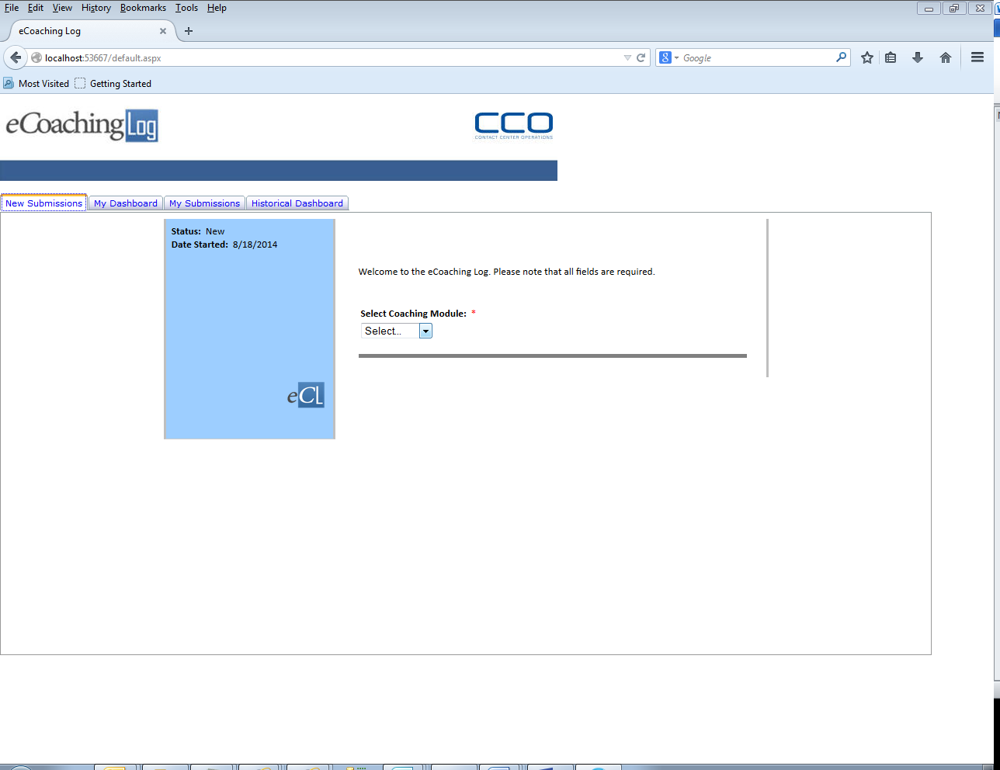 File Edit View History Bookmarks Tools Help
eCoaching Log
localhost:53667/default.aspx
Google
Most Visited Getting Started
eCoaching Log
CCO
CONTACT CENTER OPERATIONS
New Submissions My Dashboard My Submissions Historical Dashboard
Status: New
Date Started: 8/18/2014
Welcome to the eCoaching Log. Please note that all fields are required.
Select Coaching Module: *
Select...
eCL